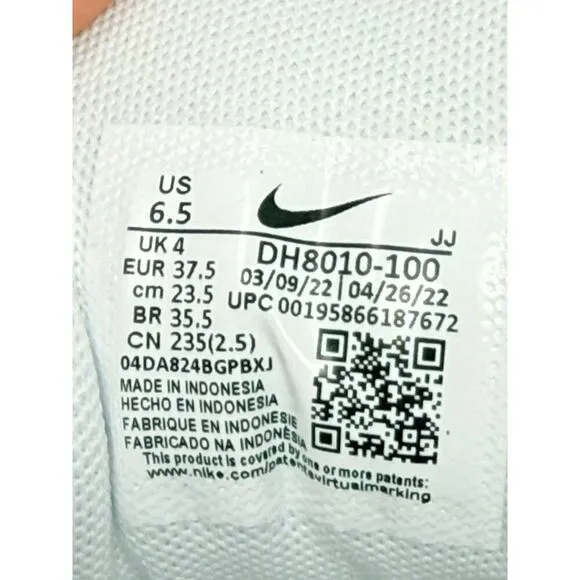 US
6.5
JJ
UK 4
DH8010-100
EUR 37.5
03/09/22|04/26/22
cm 23.5
UPC 00195866187672
BR 35.5
CN 235(2.5)
04DA824BGPBXJ
MADE IN INDONESIA
HECHO EN INDONESIA
FABRIQUE EN INDONESIE
FABRICADO NA INDONÉSIA
This product is covered by one or more patents:
www.nike.com/patents virtualmarking